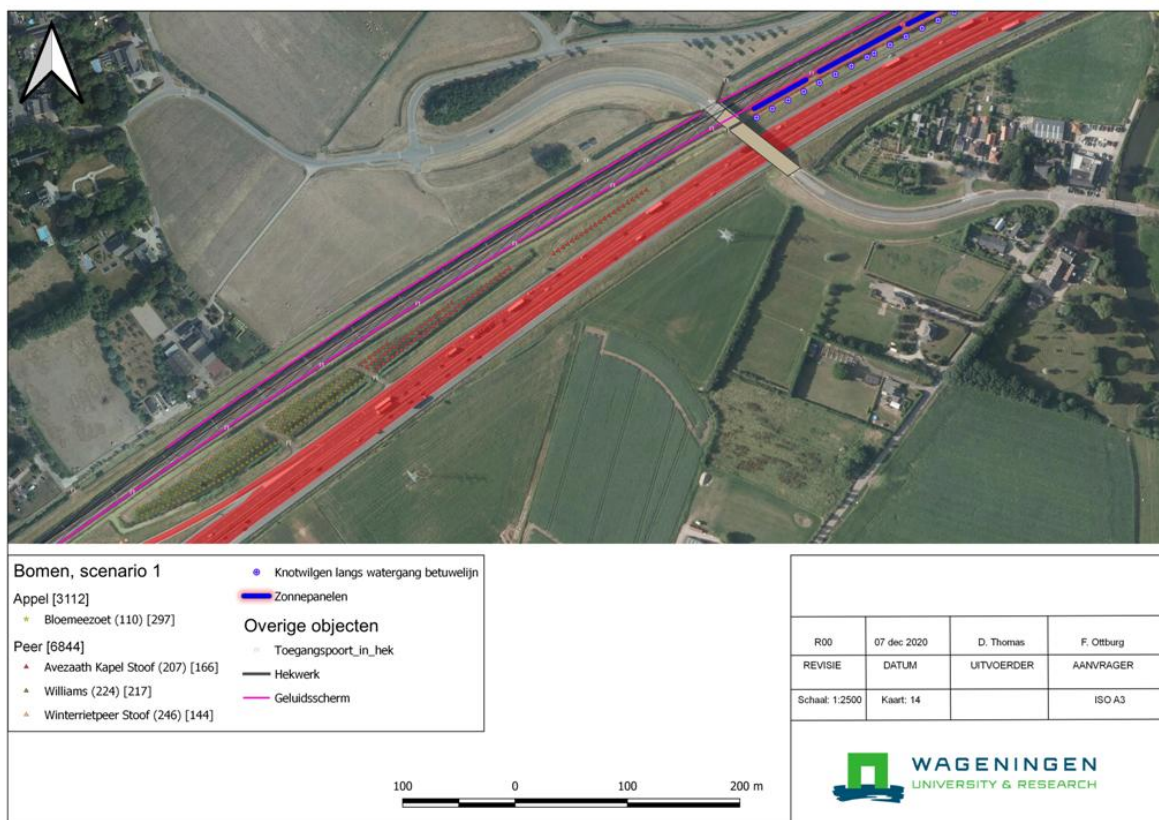 Bomen, scenario 1
Appel [3112]
Bloemeezoet (110) [297]
Peer [6844]
Avezaath Kapel Stoof (207) [166]
Williams (224) [217]
Winterrietpeer Stoof (246) [144]
Knotwilgen langs watergang betuwelijn
Zonnepanelen
Overige objecten
Toegangspoort_in_hek
Hekwerk
Geluidsscherm
R00 07 dec 2020 D. Thomas F. Ottburg
REVISIE DATUM UITVOERDER AANVRAGER
Schaal: 1:2500 Kaart: 14 ISO A3
WAGENINGEN
UNIVERSITY & RESEARCH
100 0 100 200 m